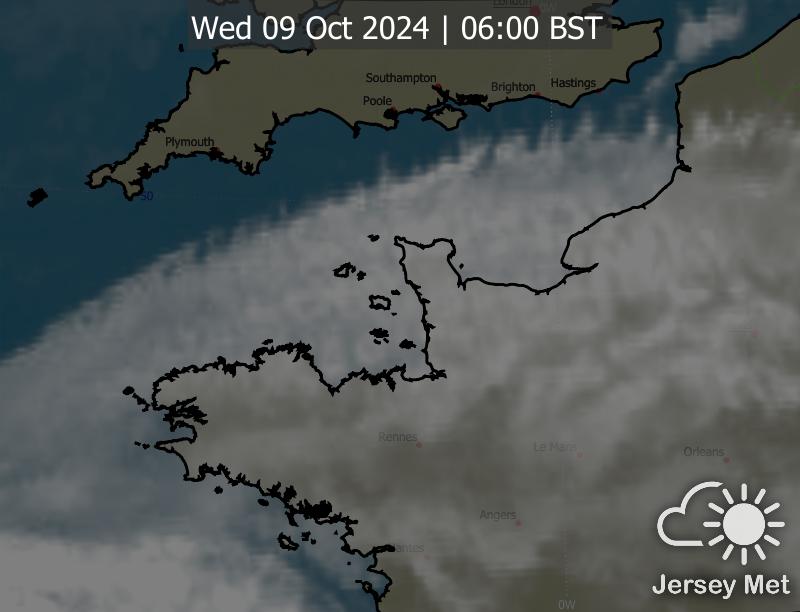 London
0W
Wed 09 Oct 2024 | 06:00 BST
Southampton
Brighton
Hastings
Poole
Plymouth
50
Rennes
Le Mans
Orleans
Angers
Nantes
Jersey Met
0W